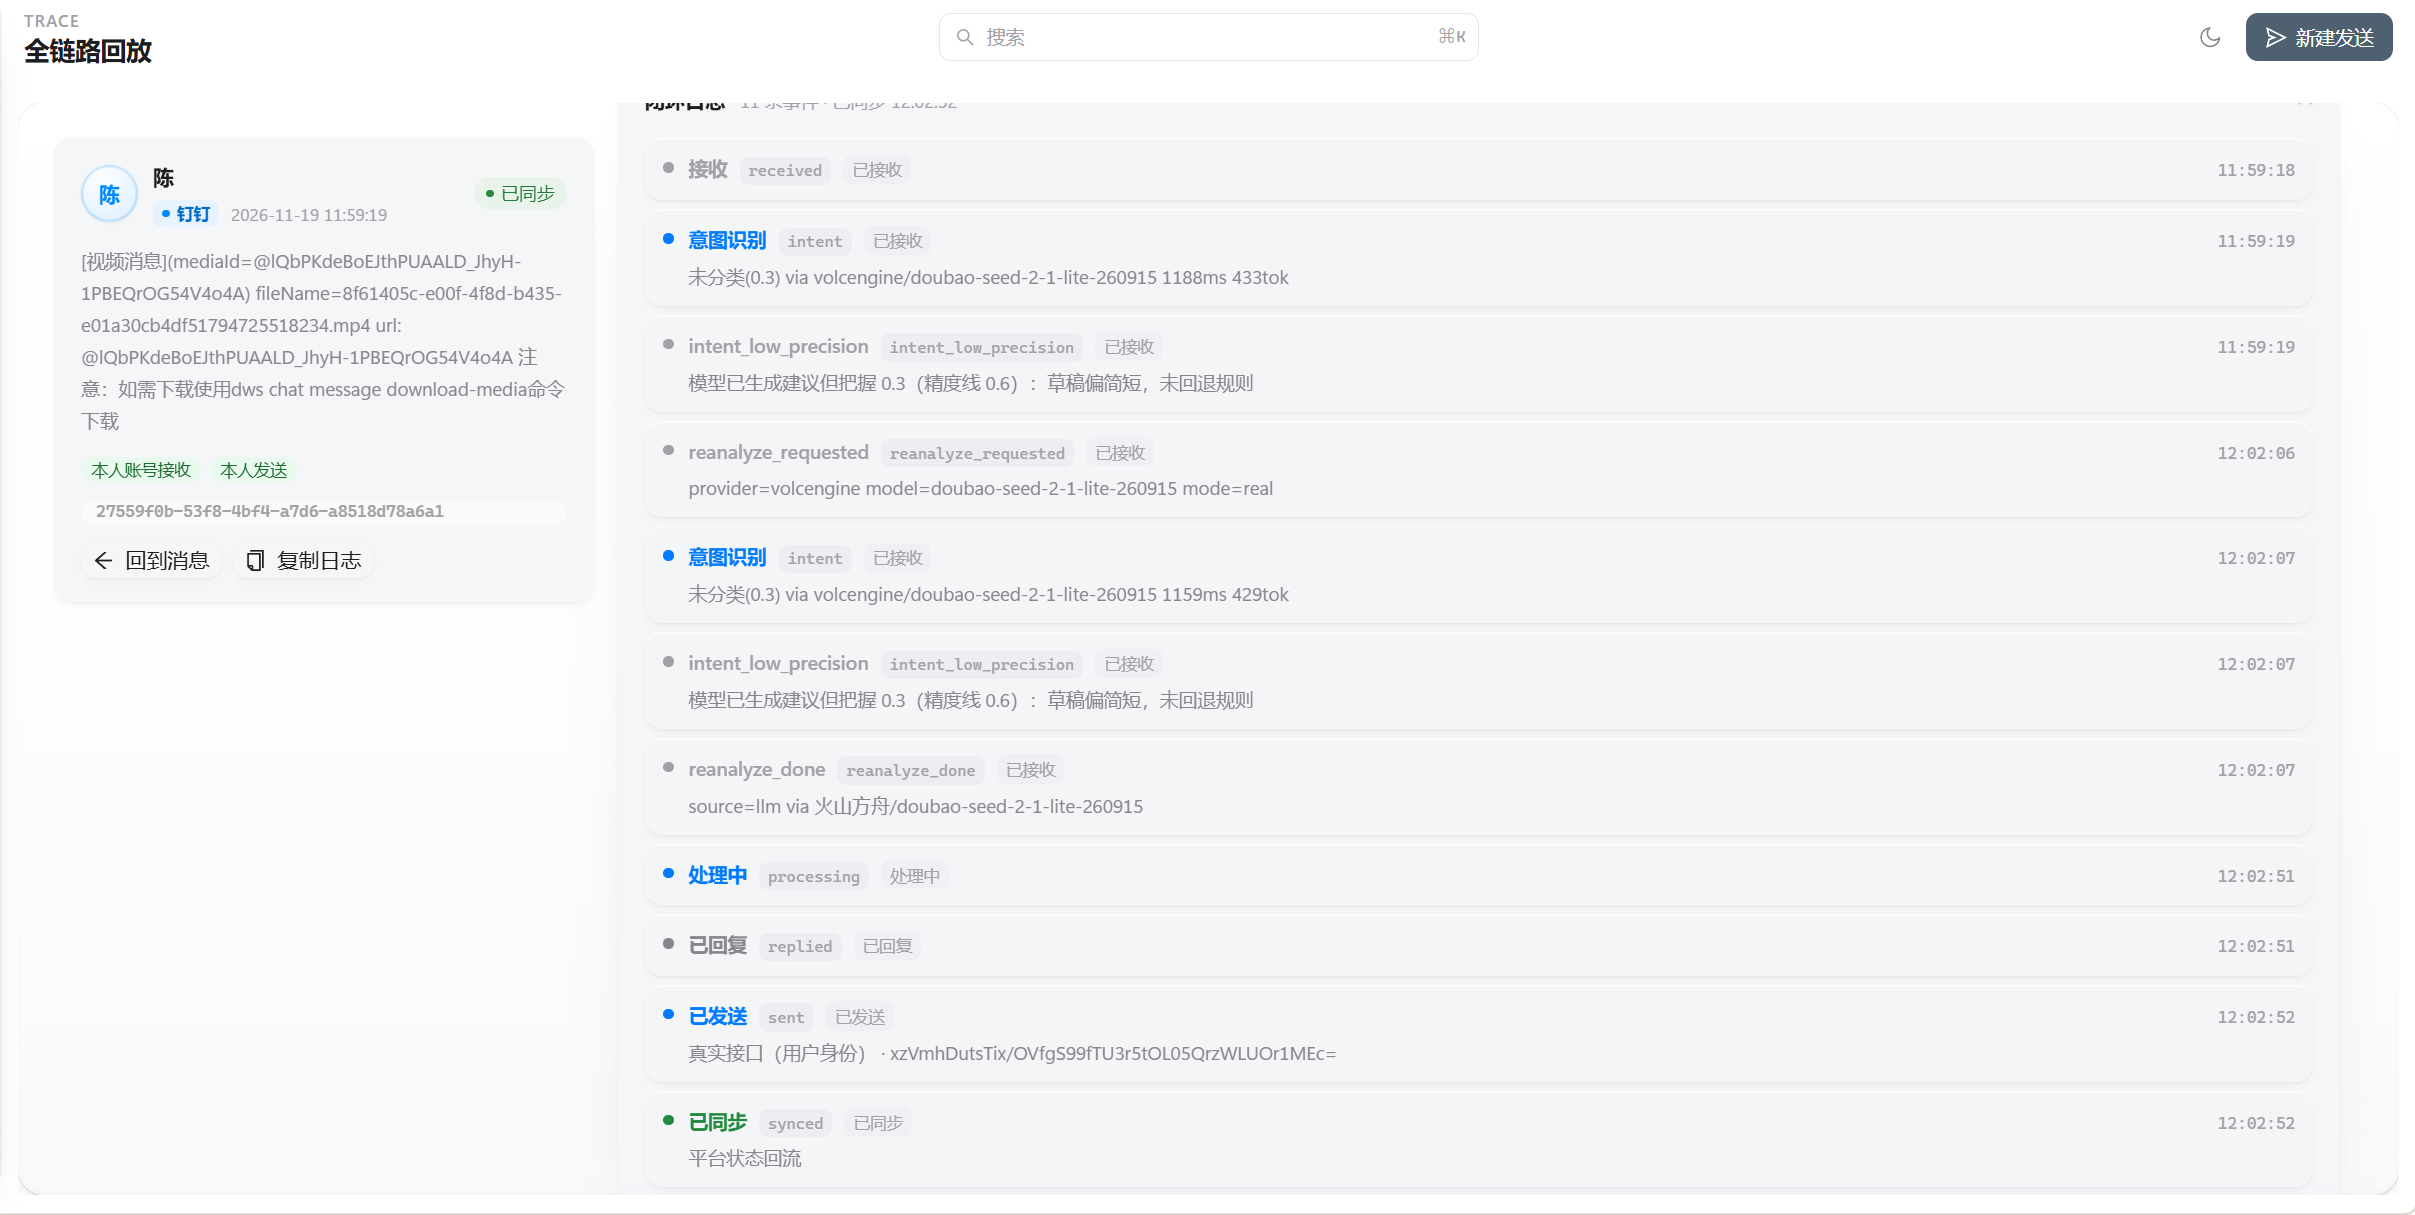 TRACE
全链路回放
搜索
⌘K
新建发送
陈
陈
钉钉 2026-11-19 11:59:19
已同步
[视频消息](mediaId=@lQbPKdeBoEJthPUAALD_JhyH-
1PBEQrOG54V4o4A) fileName=8f61405c-e00f-4f8d-b435-
e01a30cb4df51794725518234.mp4 url:
@lQbPKdeBoEJthPUAALD_JhyH-1PBEQrOG54V4o4A 注
意：如需下载使用dws chat message download-media命令
下载
本人账号接收 本人发送
27559f0b-53f8-4bf4-a7d6-a8518d78a6a1
回到消息 复制日志
闭环日志 11 条事件 · 已同步 12:02:52
接收 received 已接收 11:59:18
意图识别 intent 已接收 11:59:19
未分类(0.3) via volcengine/doubao-seed-2-1-lite-260915 1188ms 433tok
intent_low_precision intent_low_precision 已接收 11:59:19
模型已生成建议但把握 0.3（精度线 0.6）：草稿偏简短，未回退规则
reanalyze_requested reanalyze_requested 已接收 12:02:06
provider=volcengine model=doubao-seed-2-1-lite-260915 mode=real
意图识别 intent 已接收 12:02:07
未分类(0.3) via volcengine/doubao-seed-2-1-lite-260915 1159ms 429tok
intent_low_precision intent_low_precision 已接收 12:02:07
模型已生成建议但把握 0.3（精度线 0.6）：草稿偏简短，未回退规则
reanalyze_done reanalyze_done 已接收 12:02:07
source=llm via 火山方舟/doubao-seed-2-1-lite-260915
处理中 processing 处理中 12:02:51
已回复 replied 已回复 12:02:51
已发送 sent 已发送 12:02:52
真实接口（用户身份） · xzVmhDutsTix/OVfgS99fTU3r5tOL05QrzWLUOr1MEc=
已同步 synced 已同步 12:02:52
平台状态回流